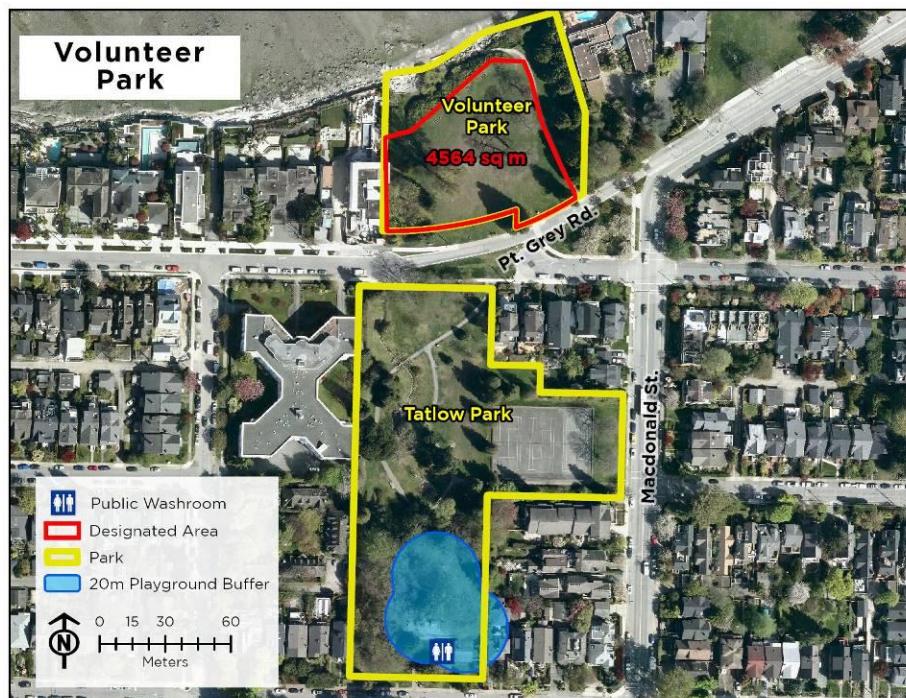 Volunteer
Park
Volunteer
Park
4564 sq m
Pt. Grey Rd.
Tatlow Park
Macdonald St.
Public Washroom
Designated Area
Park
20m Playground Buffer
N
0 15 30 60
Meters